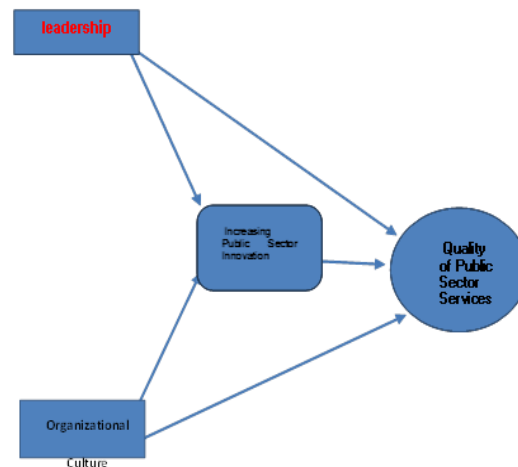 leadership
Increasing
Public Sector
Innovation
Quality
of Public
Sector
Services
Organizational
Culture